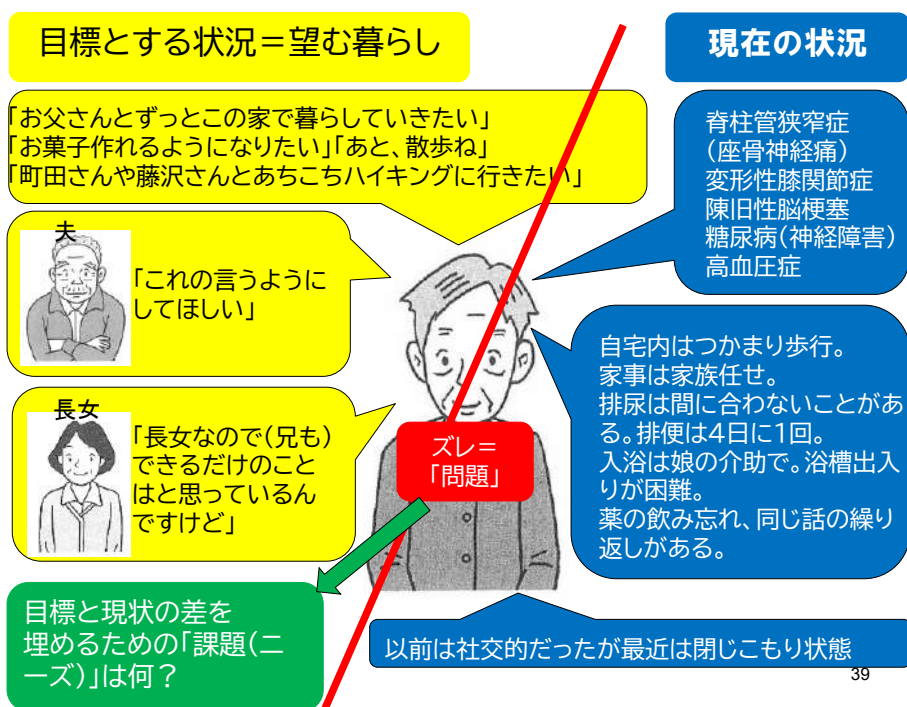 目標とする状況＝望む暮らし
現在の状況
「お父さんとずっとこの家で暮らしていきたい」
「お菓子作れるようになりたい」「あと、散歩ね」
「町田さんや藤沢さんとあちこちハイキングに行きたい」
脊柱管狭窄症
(座骨神経痛)
変形性膝関節症
陳旧性脳梗塞
糖尿病(神経障害)
高血圧症
夫
「これの言うように
してほしい」
自宅内はつかまり歩行。
家事は家族任せ。
排尿は間に合わないことがあ
る。排便は4日に1回。
入浴は娘の介助で。浴槽出入
りが困難。
薬の飲み忘れ、同じ話の繰り
返しがある。
長女
「長女なので(兄も)
できるだけのこと
はと思っているん
ですけど」
ズレ＝
「問題」
目標と現状の差を
埋めるための「課題(ニ
ーズ)」は何？
以前は社交的だったが最近は閉じこもり状態
39